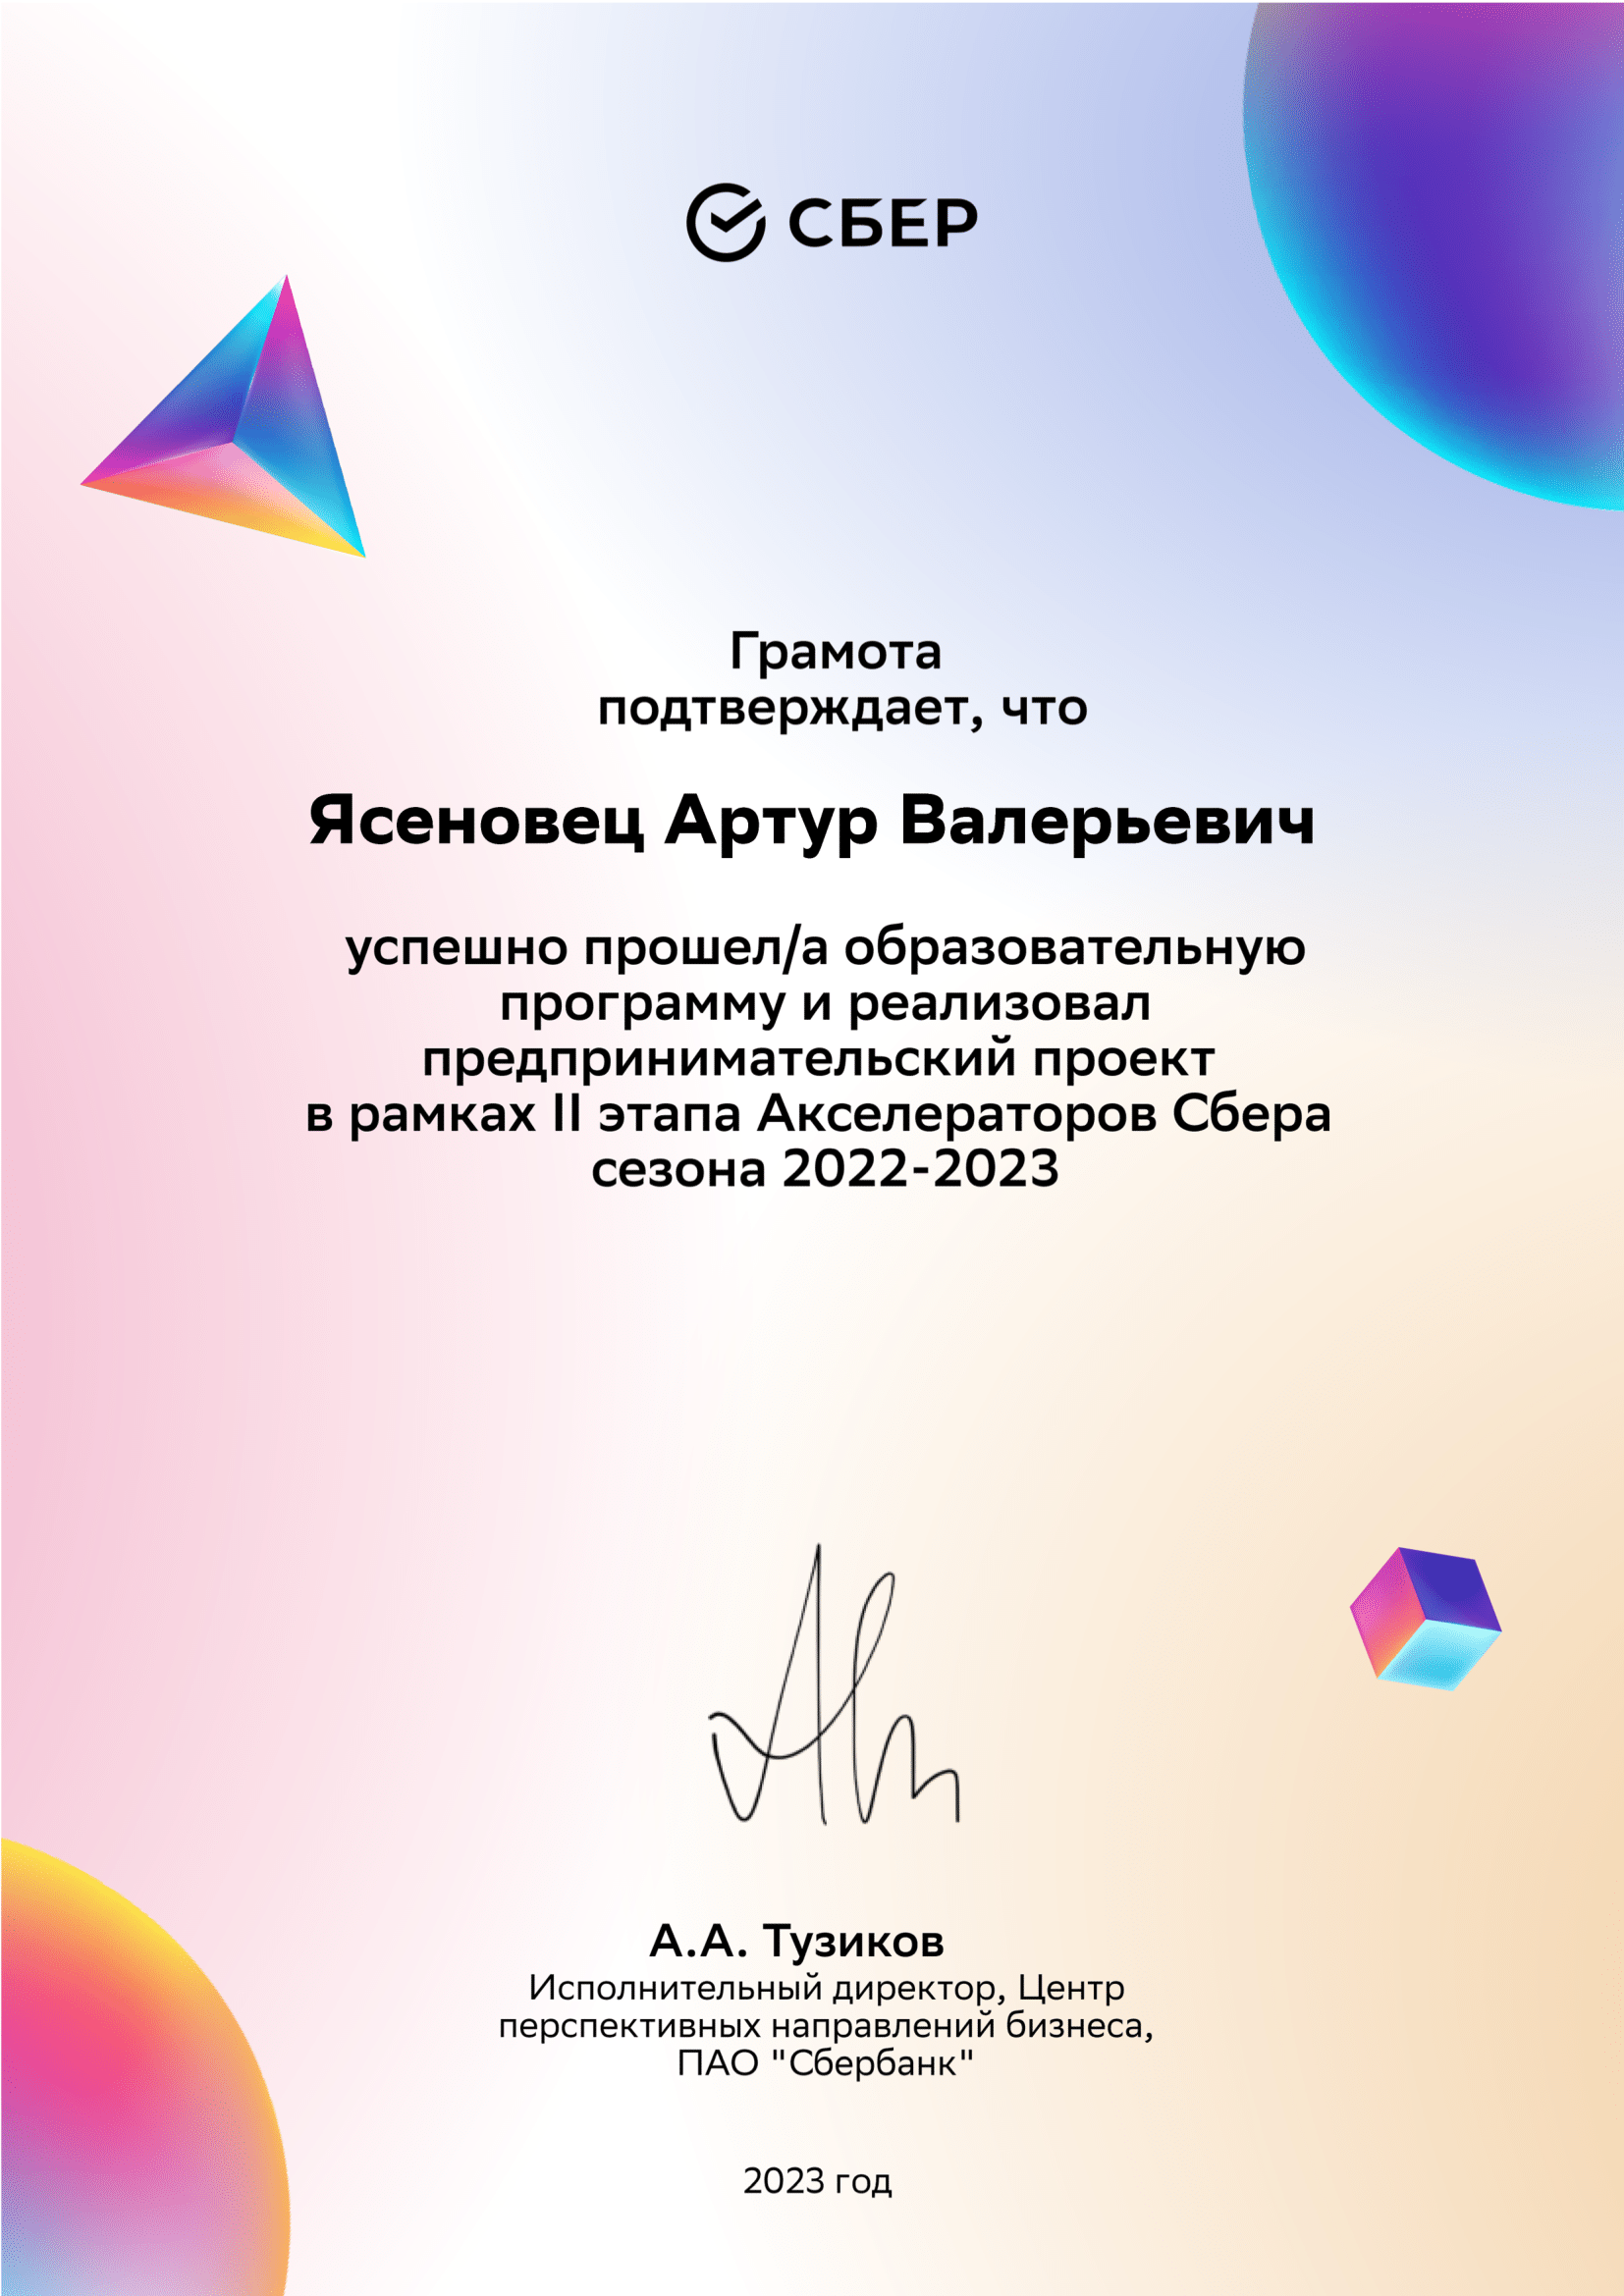 СБЕР
Грамота
подтверждает, что
Ясеновец Артур Валерьевич
успешно прошел/а образовательную
программу и реализовал
предпринимательский проект
в рамках II этапа Акселераторов Сбера
сезона 2022-2023
А.А. Тузиков
Исполнительный директор, Центр
перспективных направлений бизнеса,
ПАО "Сбербанк"
2023 год